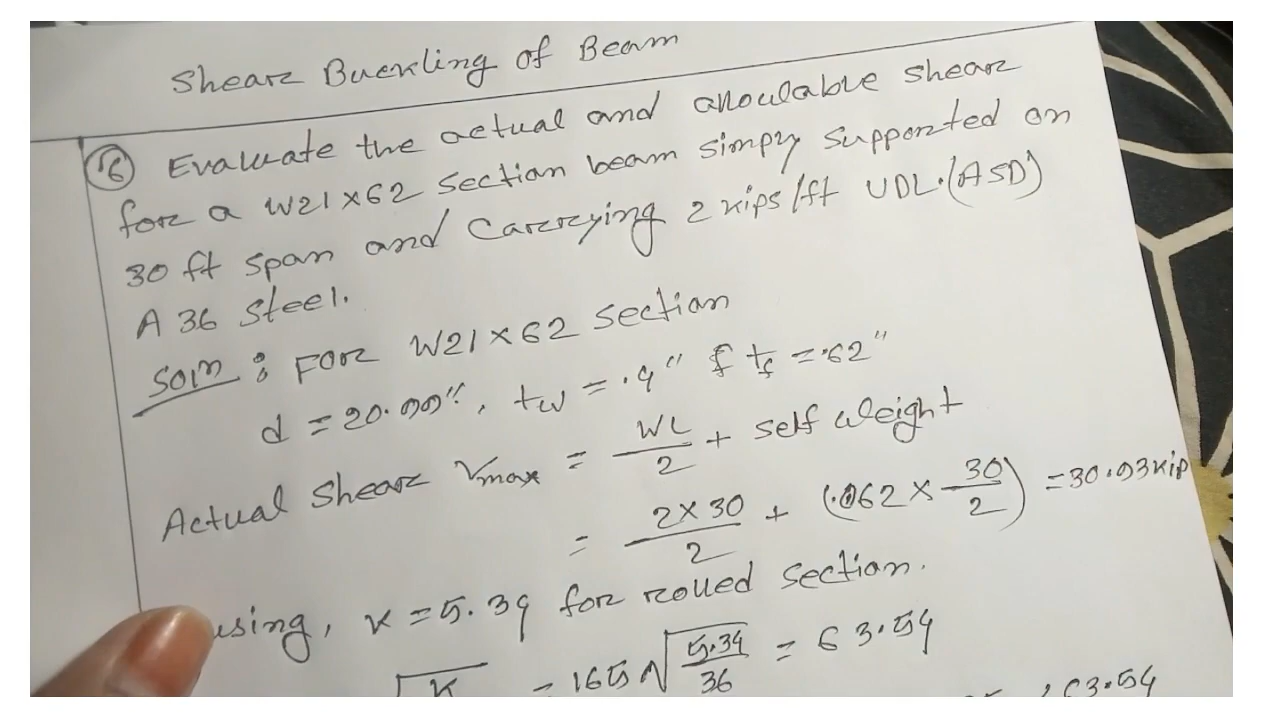 Shear Buckling of Beam
⑥ Evaluate the actual and allowable shear
for a W21×62 section beam simply supported on
30 ft span and Carrying 2 kips/ft UDL.(ASD)
A 36 Steel.
Soln : For W21×62 section
d = 20.99", tw = .4" & tf = .62"
Actual Shear Vmax = WL/2 + self weight
= 2×30/2 + (.062 × 30/2) = 30.93kip
using, K = 5.34 for rolled section.
√K = 165 √5.34/36 = 63.54
63.54